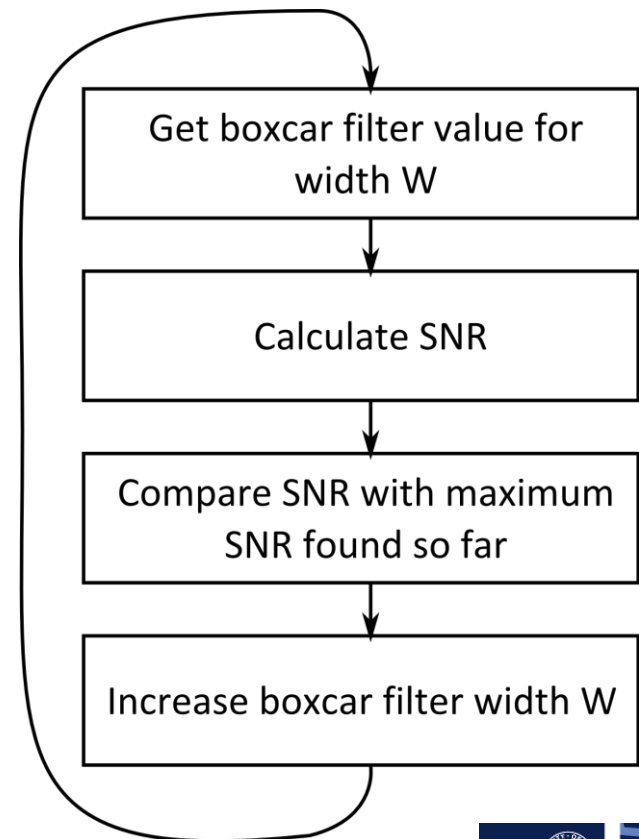 Get boxcar filter value for
width W
Calculate SNR
Compare SNR with maximum
SNR found so far
Increase boxcar filter width W